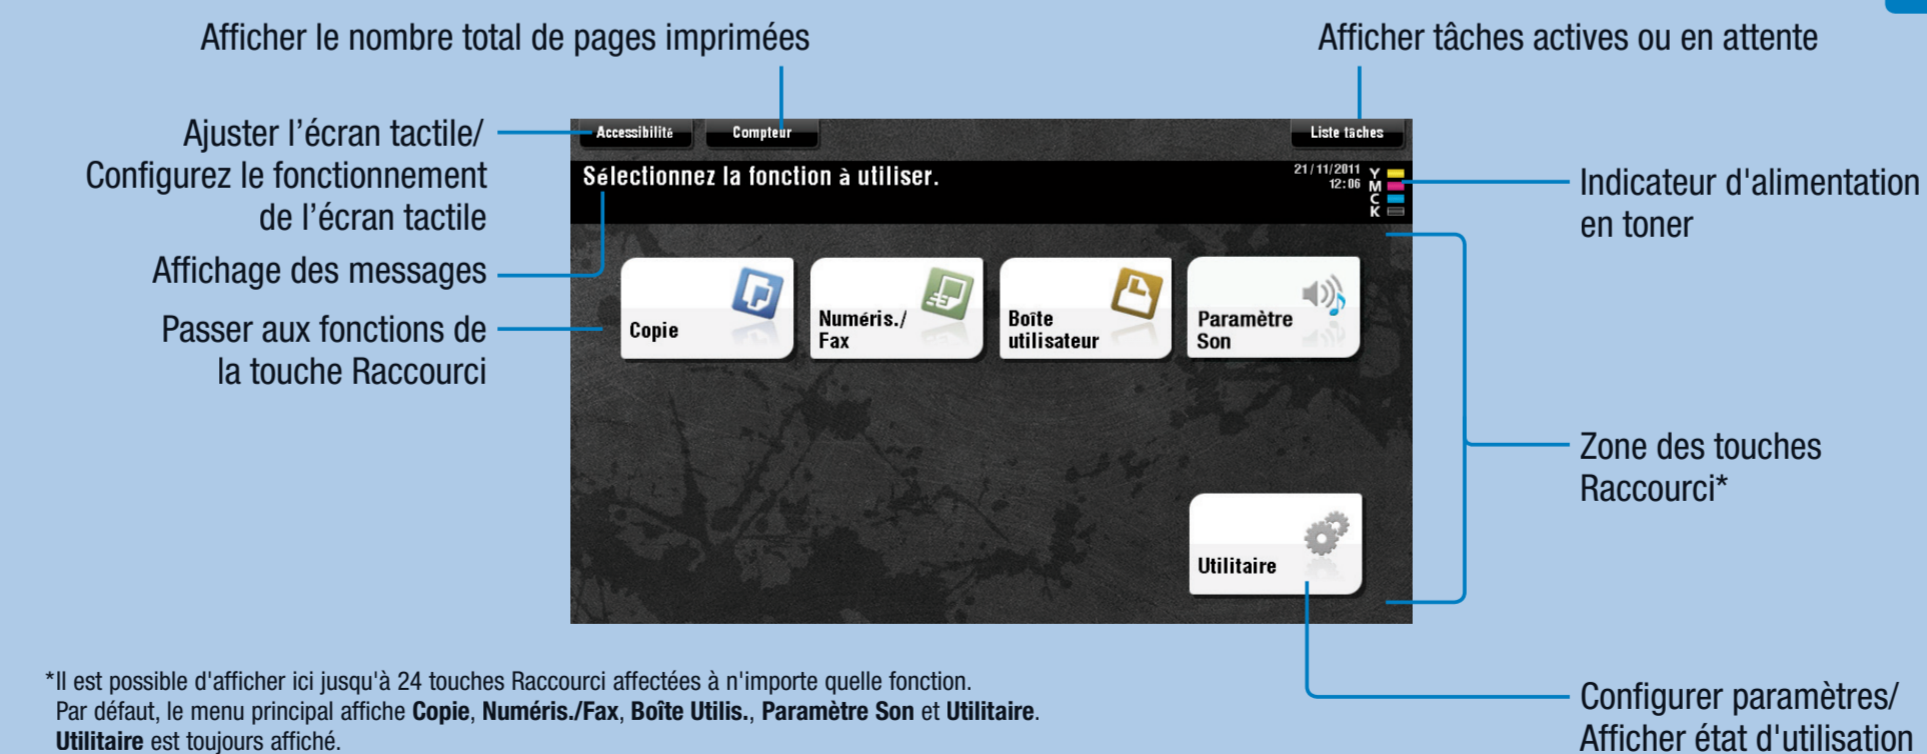 Afficher le nombre total de pages imprimées
Afficher tâches actives ou en attente
Ajuster l’écran tactile/
Configurez le fonctionnement
de l’écran tactile
Affichage des messages
Passer aux fonctions de
la touche Raccourci
Accessibilité
Compteur
Liste tâches
Sélectionnez la fonction à utiliser.
21/11/2011
12:06
Y
M
C
K
Copie
Numéris./
Fax
Boîte
utilisateur
Paramètre
Son
Utilitaire
Indicateur d'alimentation
en toner
Zone des touches
Raccourci*
Configurer paramètres/
Afficher état d'utilisation
*Il est possible d'afficher ici jusqu'à 24 touches Raccourci affectées à n'importe quelle fonction.
Par défaut, le menu principal affiche Copie, Numéris./Fax, Boîte Utilis., Paramètre Son et Utilitaire.
Utilitaire est toujours affiché.